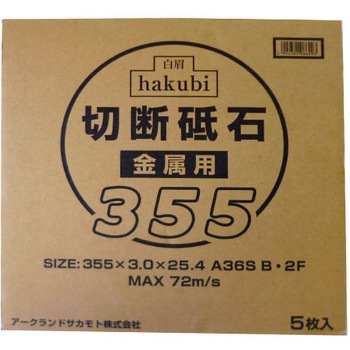 白眉
hakubi
切断砥石
金属用
355
SIZE:355×3.0×25.4 A36S B・2F
MAX 72m/s
アークランドサカモト株式会社
5枚入